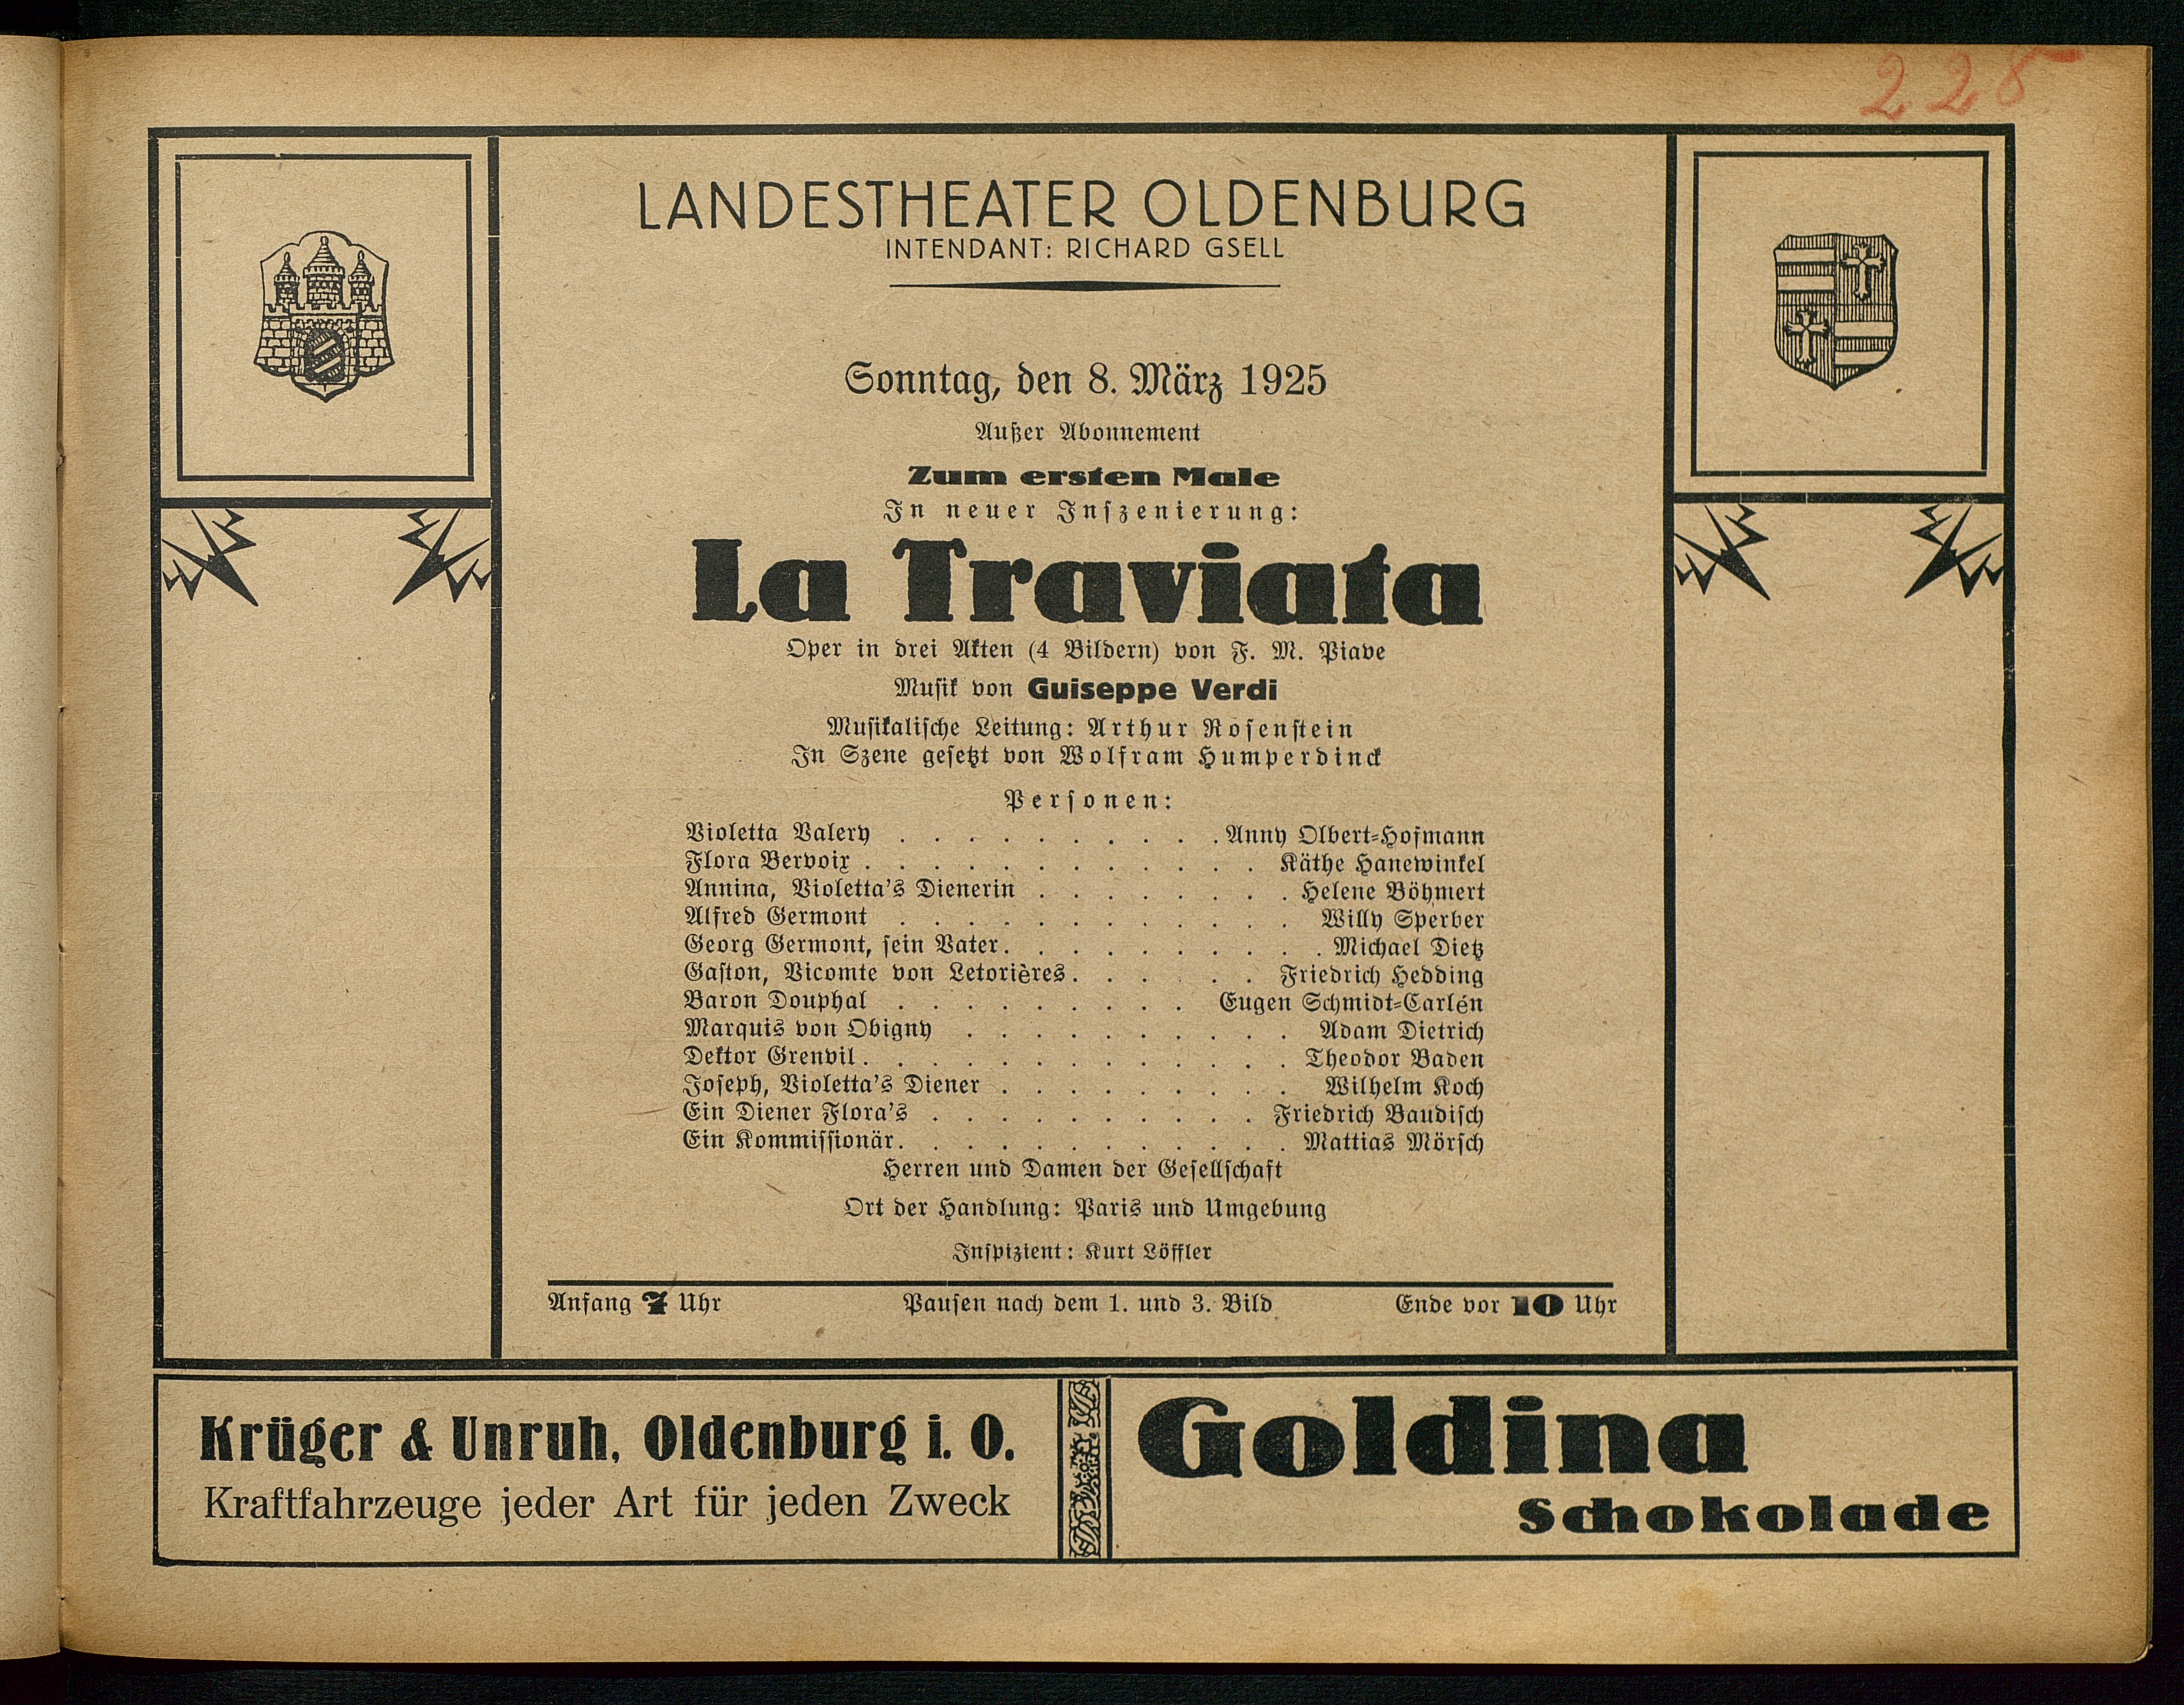 225
LANDESTHEATER OLDENBURG
INTENDANT: RICHARD GSELL
Sonntag, den 8. März 1925
Außer Abonnement
Zum ersten Male
In neuer Inszenierung:
La Traviata
Oper in drei Akten (4 Bildern) von F. M. Piave
Musik von Guiseppe Verdi
Musikalische Leitung: Arthur Rosenstein
In Szene gesetzt von Wolfram Humperdinck
Personen:
Violetta Valery . . . . . . . . . . Anny Olbert-Hofmann
Flora Bervoix . . . . . . . . . . . . Käthe Hanewinkel
Annina, Violetta's Dienerin . . . . . . . . Helene Böhmert
Alfred Germont . . . . . . . . . . . . Willy Sperber
Georg Germont, sein Vater . . . . . . . . . . Michael Dietz
Gaston, Vicomte von Letorières . . . . . . Friedrich Hedding
Baron Douphal . . . . . . . . . Eugen Schmidt-Carlén
Marquis von Obigny . . . . . . . . . . Adam Dietrich
Dektor Grenvil . . . . . . . . . . . . . Theodor Baden
Joseph, Violetta's Diener . . . . . . . . . Wilhelm Koch
Ein Diener Flora's . . . . . . . . . . Friedrich Baudisch
Ein Kommissionär . . . . . . . . . . . . Mattias Mörsch
Herren und Damen der Gesellschaft
Ort der Handlung: Paris und Umgebung
Inspizient: Kurt Löffler
Anfang 7 Uhr Pausen nach dem 1. und 3. Bild Ende vor 10 Uhr
Krüger & Unruh, Oldenburg i. O.
Kraftfahrzeuge jeder Art für jeden Zweck
Goldina
Schokolade